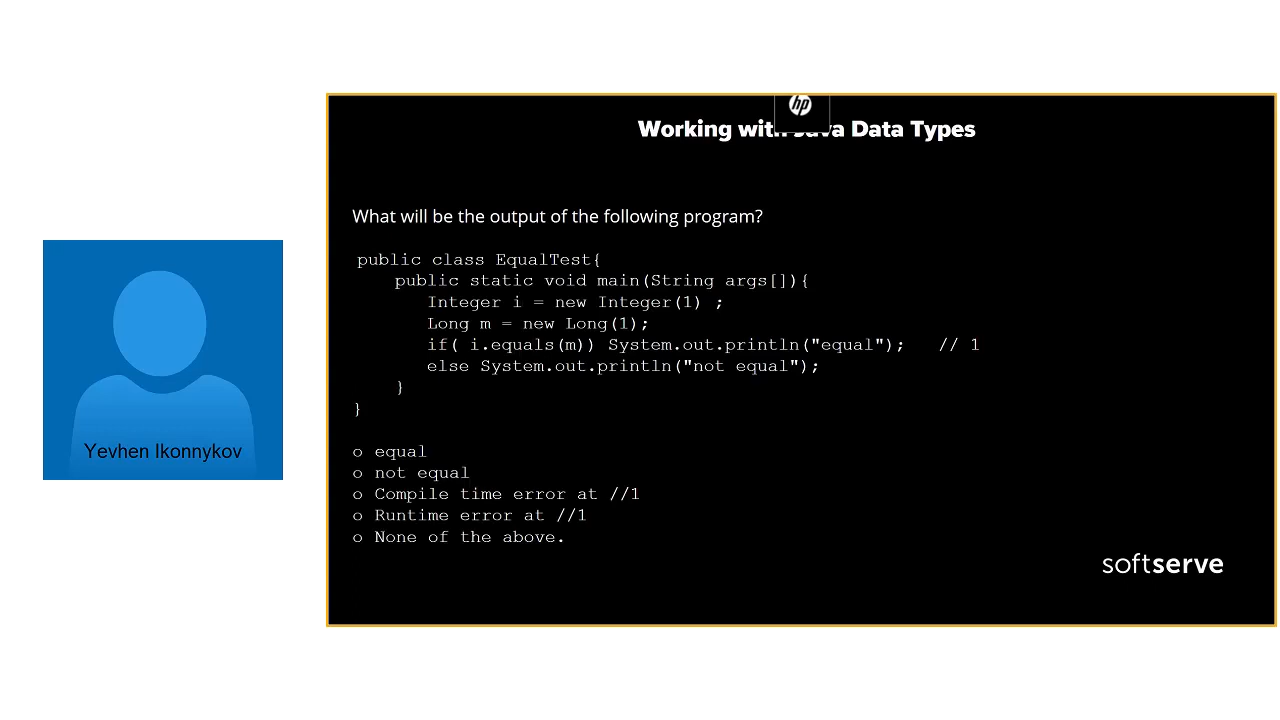 hp
Working with Java Data Types
What will be the output of the following program?
public class EqualTest{
public static void main(String args[]){
Integer i = new Integer(1) ;
Long m = new Long(1);
if( i.equals(m)) System.out.println("equal"); // 1
else System.out.println("not equal");
}
}
o equal
o not equal
o Compile time error at //1
o Runtime error at //1
o None of the above.
softserve
Yevhen Ikonnykov